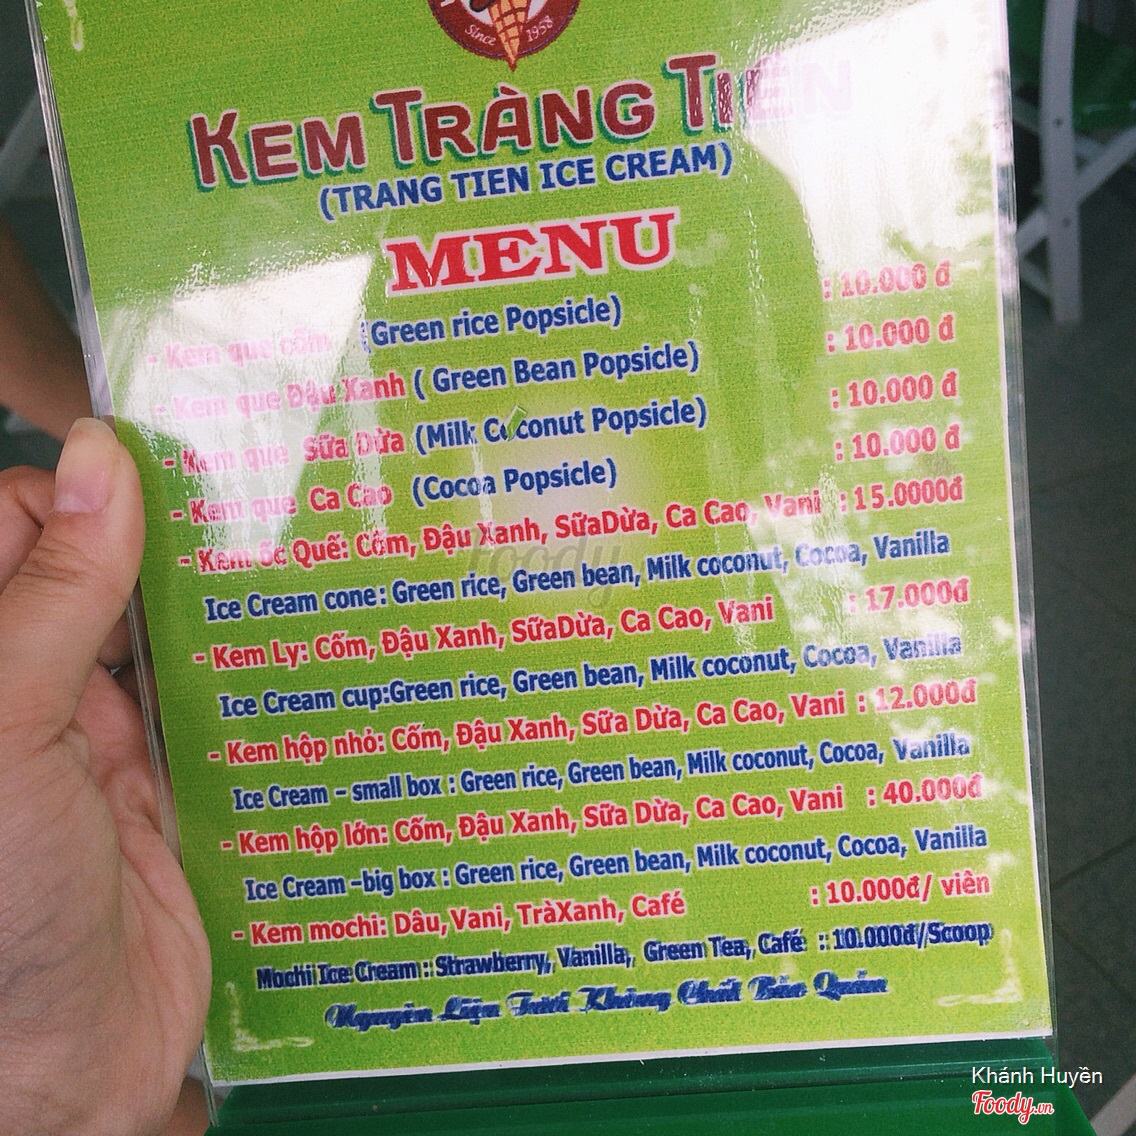 Since 1958
KEM TRÀNG TIỀN
(TRANG TIEN ICE CREAM)
MENU
- Kem que cốm (Green rice Popsicle) : 10.000 đ
- Kem que Đậu Xanh ( Green Bean Popsicle) : 10.000 đ
- Kem que Sữa Dừa (Milk Coconut Popsicle) : 10.000 đ
- Kem que Ca Cao (Cocoa Popsicle) : 10.000 đ
- Kem ốc Quế: Cốm, Đậu Xanh, SữaDừa, Ca Cao, Vani : 15.0000đ
Ice Cream cone: Green rice, Green bean, Milk coconut, Cocoa, Vanilla
- Kem Ly: Cốm, Đậu Xanh, SữaDừa, Ca Cao, Vani : 17.000đ
Ice Cream cup:Green rice, Green bean, Milk coconut, Cocoa, Vanilla
- Kem hộp nhỏ: Cốm, Đậu Xanh, Sữa Dừa, Ca Cao, Vani : 12.000đ
Ice Cream – small box : Green rice, Green bean, Milk coconut, Cocoa, Vanilla
- Kem hộp lớn: Cốm, Đậu Xanh, Sữa Dừa, Ca Cao, Vani : 40.000đ
Ice Cream –big box : Green rice, Green bean, Milk coconut, Cocoa, Vanilla
- Kem mochi: Dâu, Vani, TràXanh, Café : 10.000đ/ viên
Mochi Ice Cream : Strawberry, Vanilla, Green Tea, Café : 10.000đ/Scoop
Nguyên Liệu Tươi Không Chất Bảo Quản
Foody
Khánh Huyền
Foody.vn